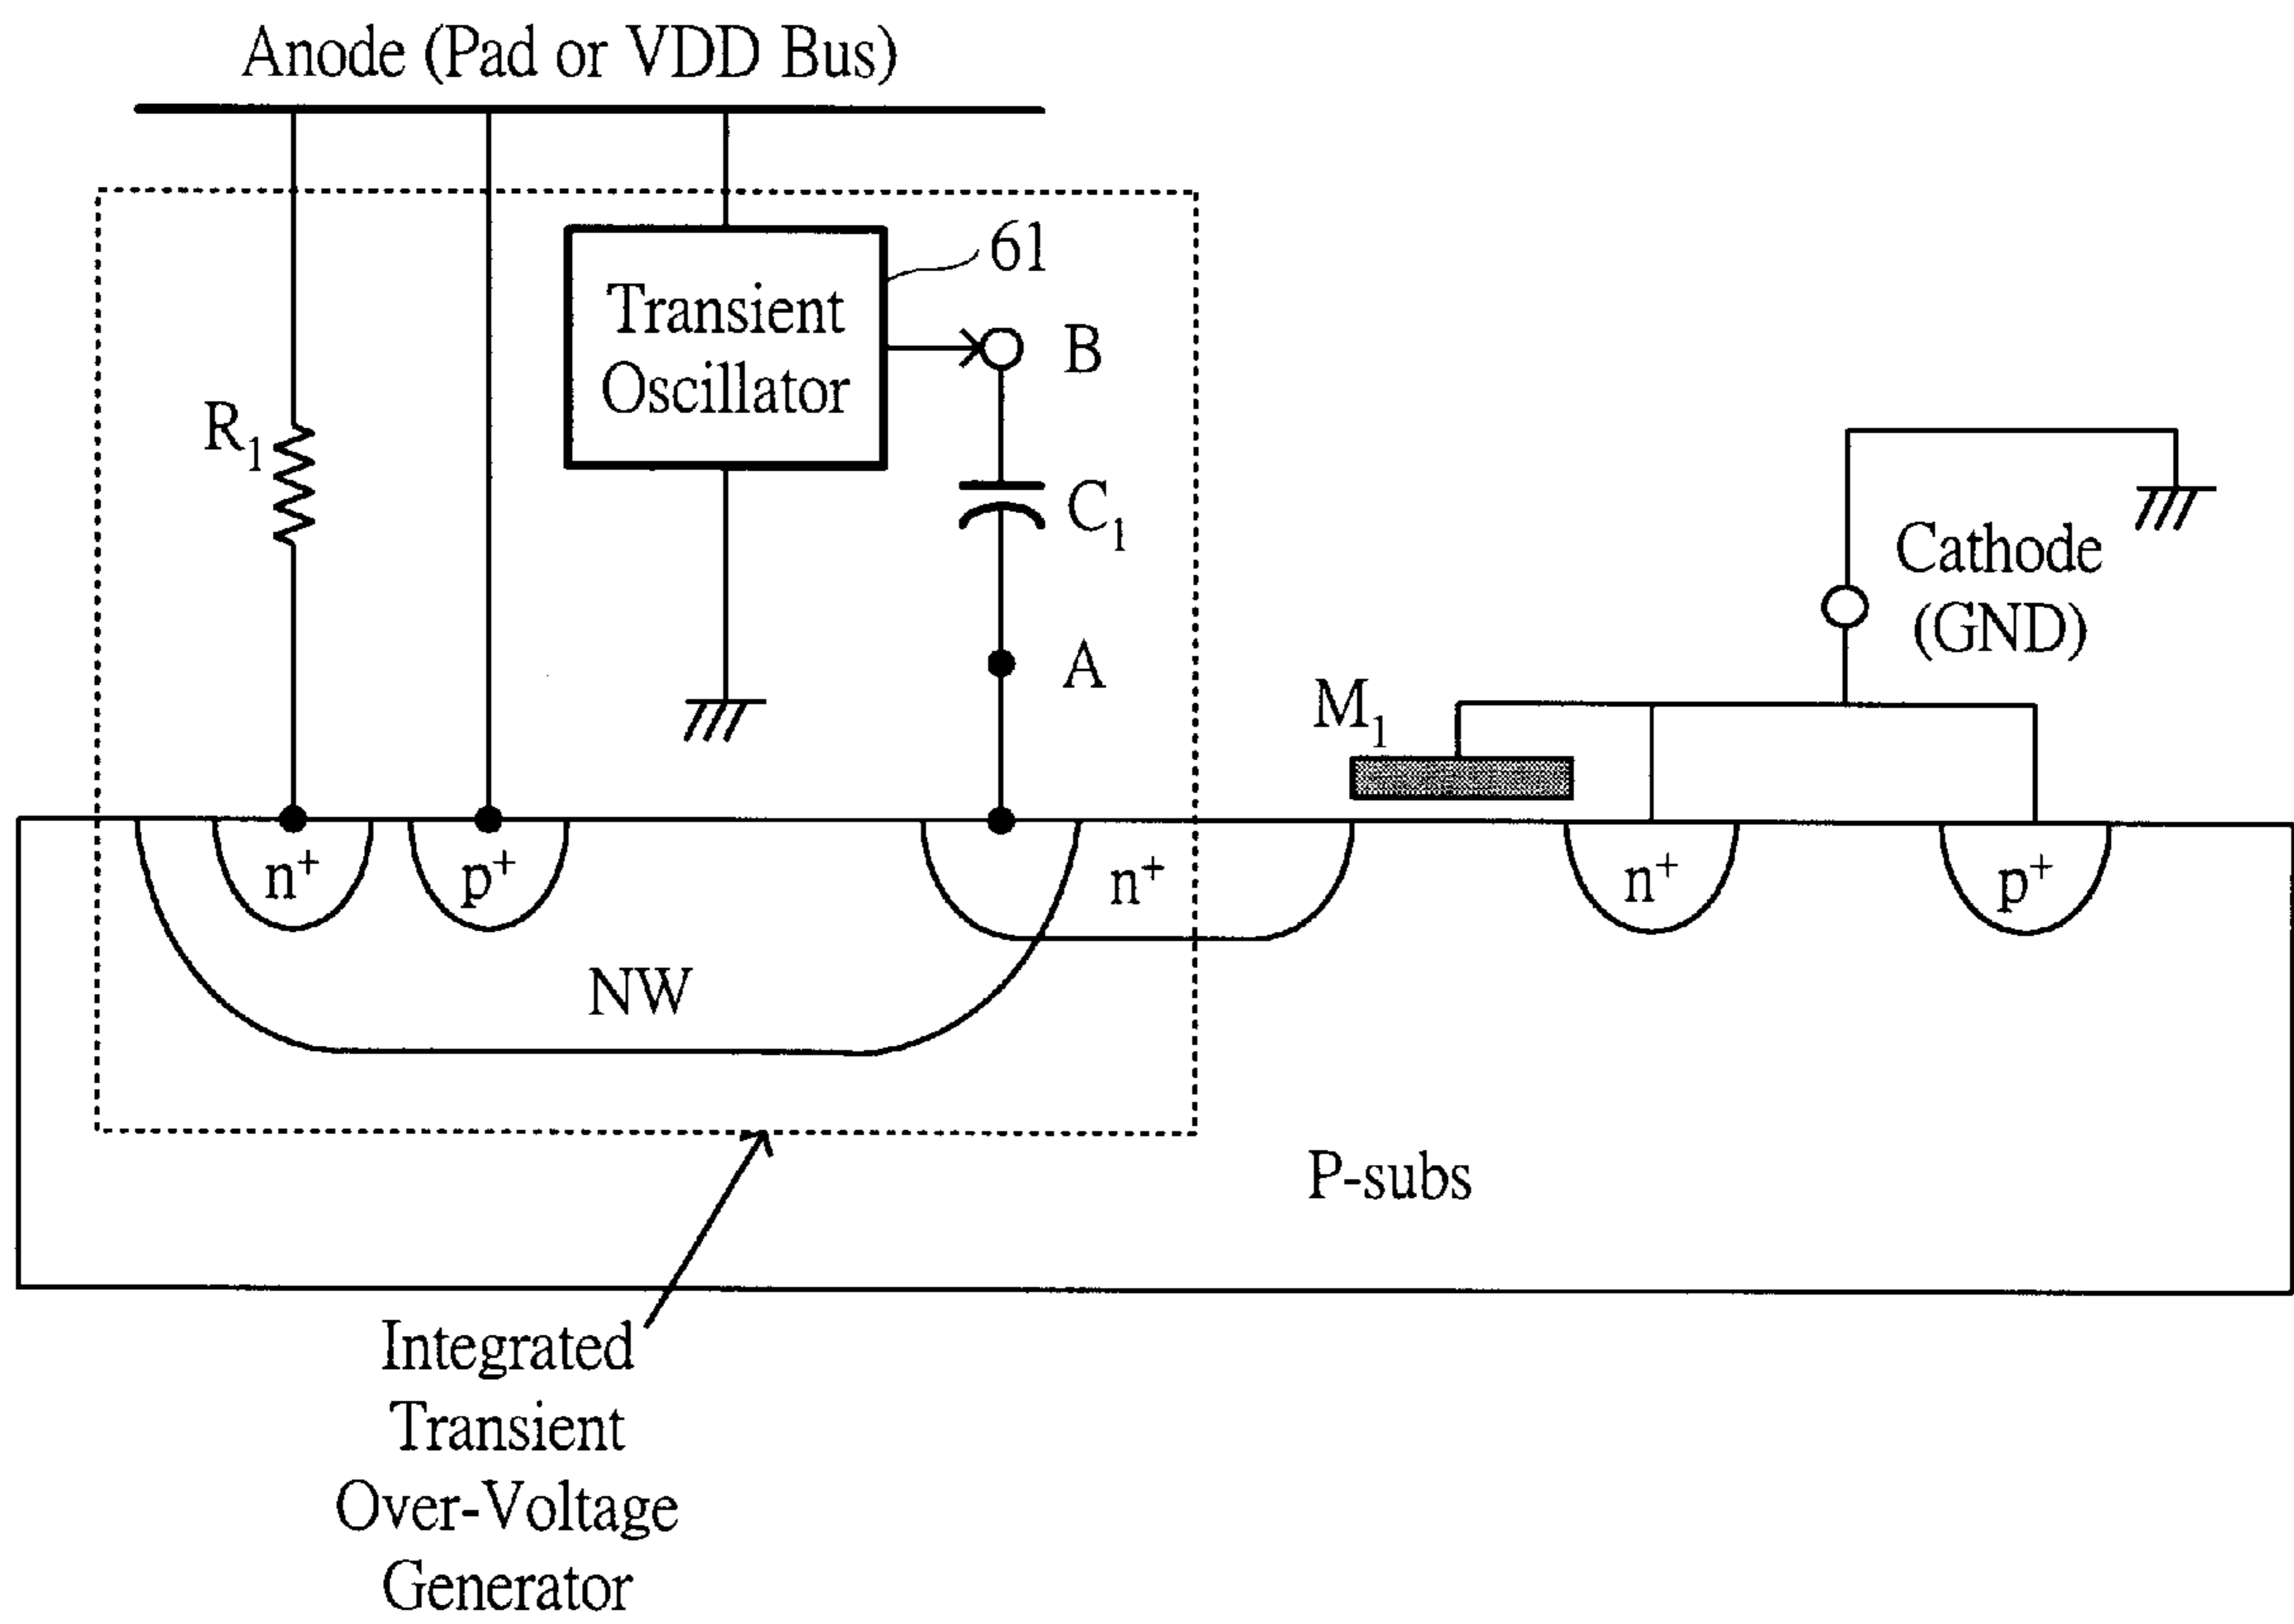 Anode (Pad or VDD Bus)
61
Transient
Oscillator
B
R1
C1
Cathode
(GND)
A
M1
n+
p+
n+
n+
p+
NW
P-subs
Integrated
Transient
Over-Voltage
Generator